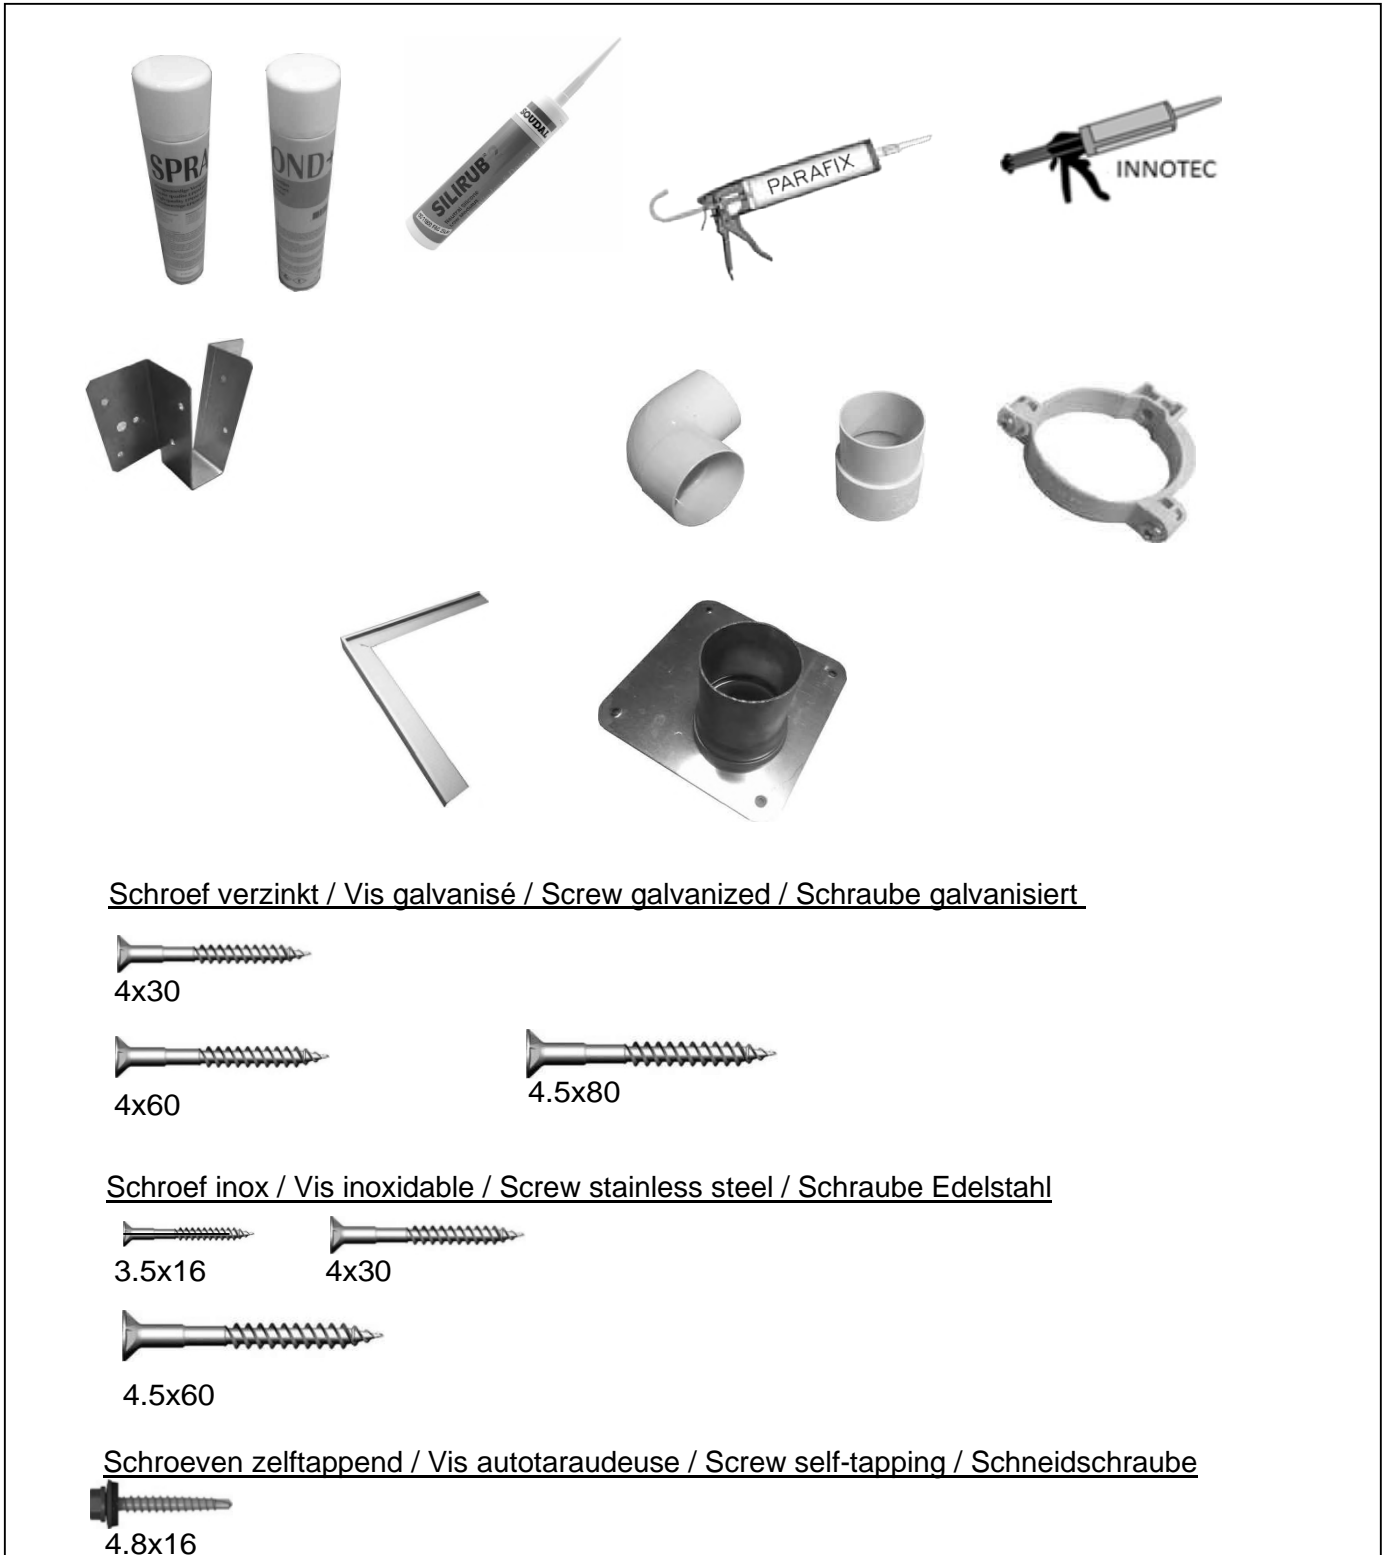 SPRA
OND+
SOUDAL
SILIRUB
PARAFIX
INNOTEC
Schroef verzinkt / Vis galvanisé / Screw galvanized / Schraube galvanisiert
4x30
4x60
4.5x80
Schroef inox / Vis inoxidable / Screw stainless steel / Schraube Edelstahl
3.5x16
4x30
4.5x60
Schroeven zelftappend / Vis autotaraudeuse / Screw self-tapping / Schneidschraube
4.8x16